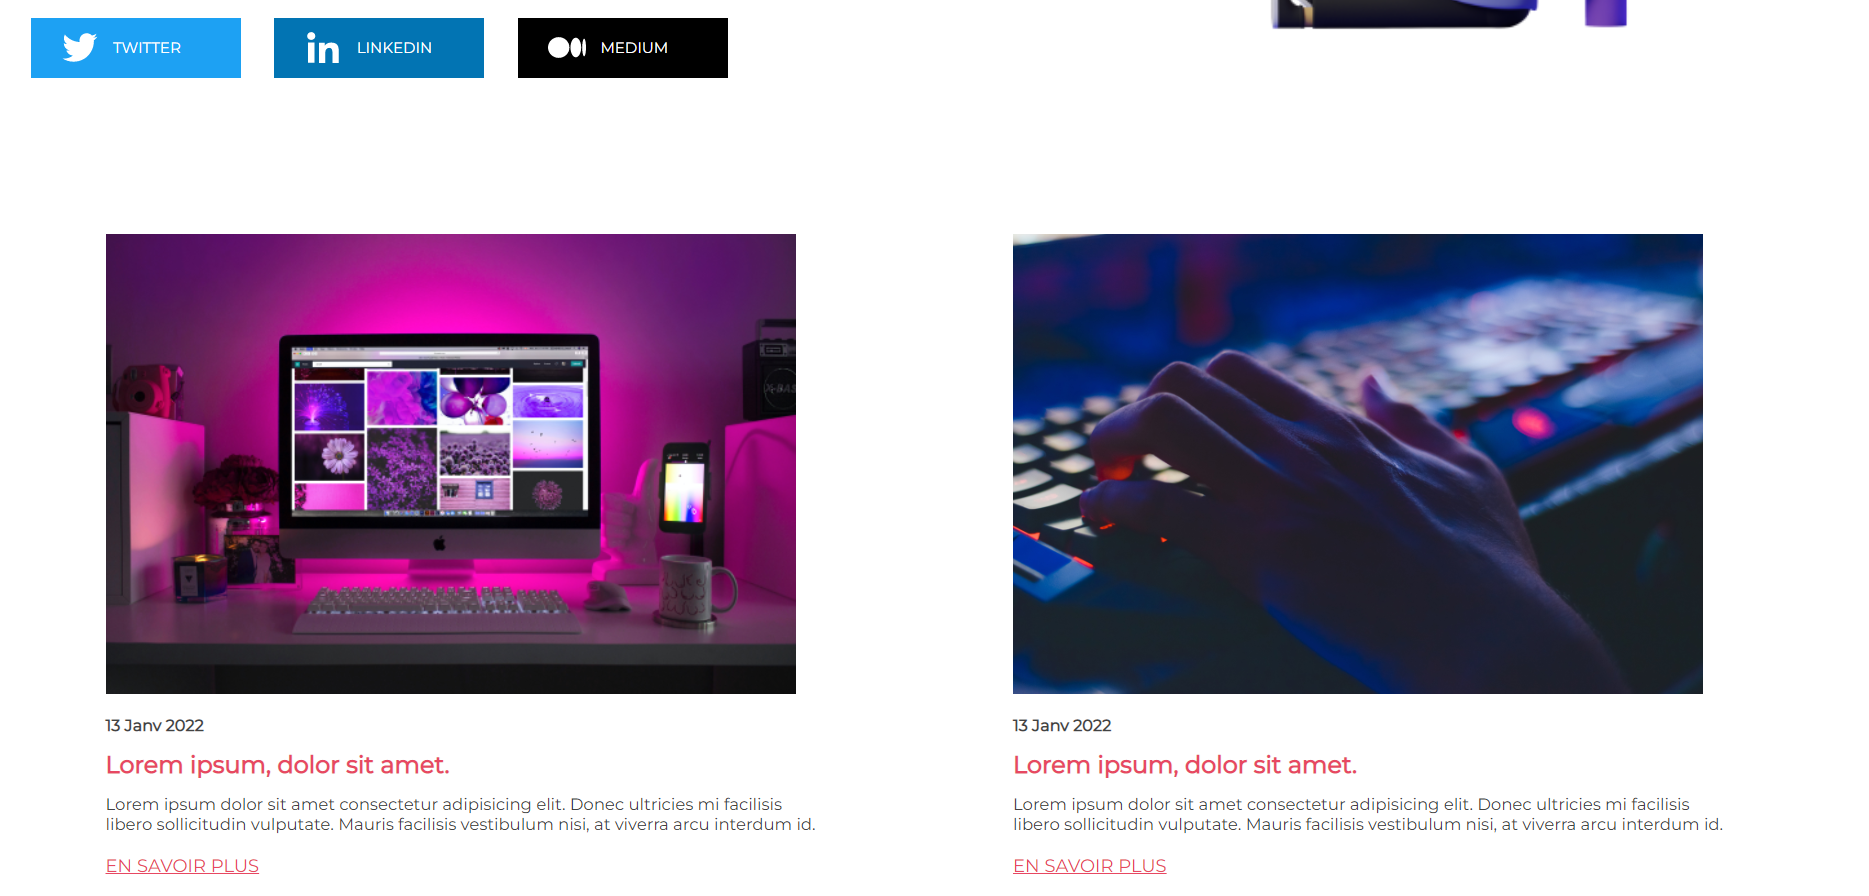 TWITTER
LINKEDIN
MEDIUM
13 Janv 2022
Lorem ipsum, dolor sit amet.
Lorem ipsum dolor sit amet consectetur adipisicing elit. Donec ultricies mi facilisis
libero sollicitudin vulputate. Mauris facilisis vestibulum nisi, at viverra arcu interdum id.
EN SAVOIR PLUS
13 Janv 2022
Lorem ipsum, dolor sit amet.
Lorem ipsum dolor sit amet consectetur adipisicing elit. Donec ultricies mi facilisis
libero sollicitudin vulputate. Mauris facilisis vestibulum nisi, at viverra arcu interdum id.
EN SAVOIR PLUS